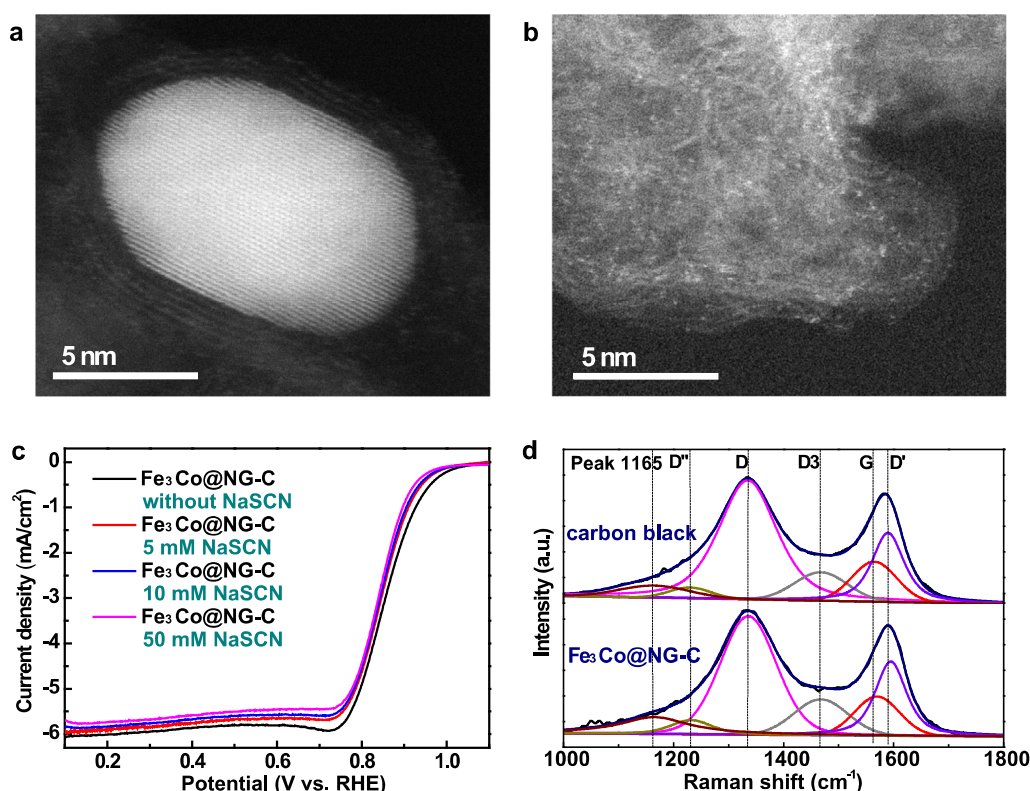 a
5 nm
b
5 nm
c
0
-1
-2
-3
-4
-5
-6
Current density (mA/cm²)
Fe₃Co@NG-C
without NaSCN
Fe₃Co@NG-C
5 mM NaSCN
Fe₃Co@NG-C
10 mM NaSCN
Fe₃Co@NG-C
50 mM NaSCN
0.2 0.4 0.6 0.8 1.0
Potential (V vs. RHE)
d
Peak 1165 D'' D D3 G D'
carbon black
Fe₃Co@NG-C
Intensity (a.u.)
1000 1200 1400 1600 1800
Raman shift (cm⁻¹)